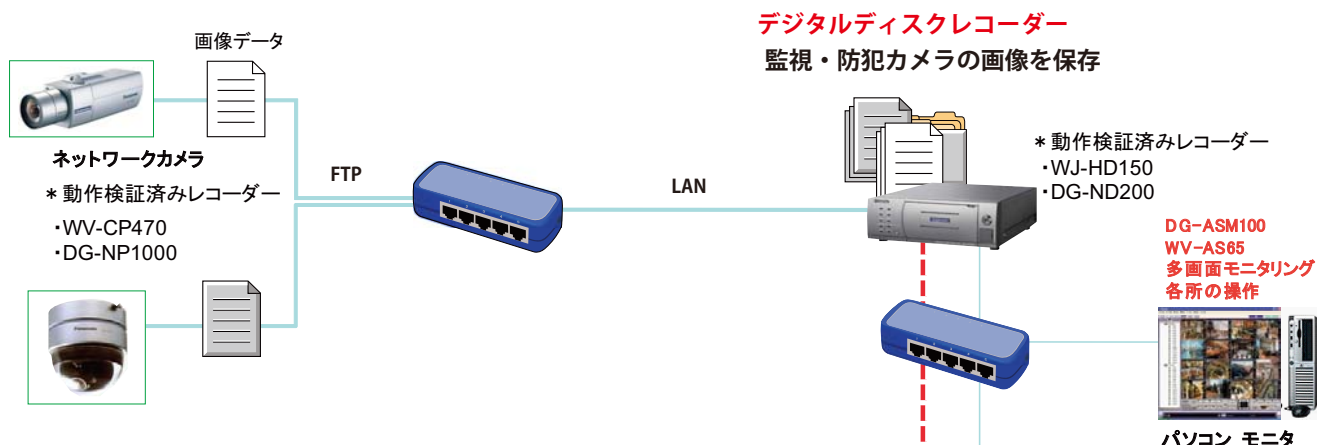 デジタルディスクレコーダー
監視・防犯カメラの画像を保存
画像データ
ネットワークカメラ
＊動作検証済みレコーダー
・WV-CP470
・DG-NP1000
FTP
LAN
＊動作検証済みレコーダー
・WJ-HD150
・DG-ND200
DG-ASM100
WV-AS65
多画面モニタリング
各所の操作
パソコン モニタ
Panasonic